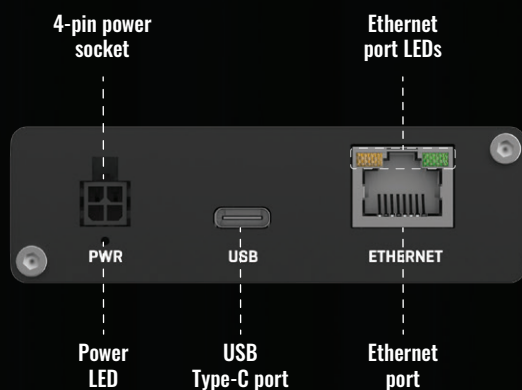 4-pin power
socket
Ethernet
port LEDs
PWR
USB
ETHERNET
Power
LED
USB
Type-C port
Ethernet
port